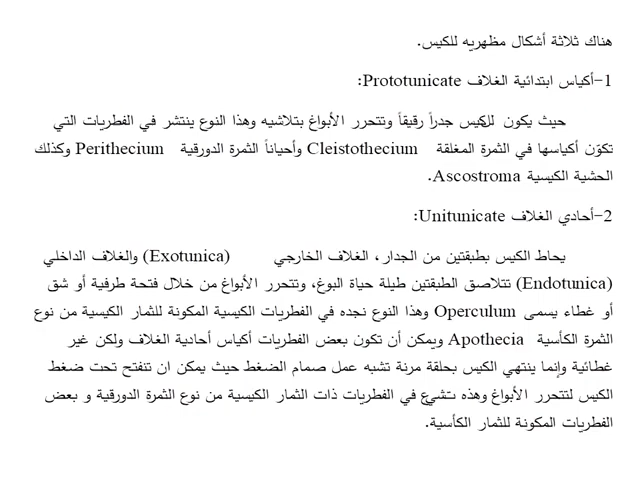 هناك ثلاثة أشكال مظهريه للكيس.
1-أكياس ابتدائية الغلاف Prototunicate:
حيث يكون للكيس جدراً رقيقاً وتتحرر الأبواغ بتلاشيه وهذا النوع ينتشر في الفطريات التي
تكوّن أكياسها في الثمرة المغلقة Cleistothecium وأحياناً الثمرة الدورقية Perithecium وكذلك
الحشية الكيسية Ascostroma.
2-أحادي الغلاف Unitunicate:
يحاط الكيس بطبقتين من الجدار، الغلاف الخارجي (Exotunica) والغلاف الداخلي
(Endotunica) تتلاصق الطبقتين طيلة حياة البوغ، وتتحرر الأبواغ من خلال فتحة طرفية أو شق
أو غطاء يسمى Operculum وهذا النوع نجده في الفطريات الكيسية المكونة للثمار الكيسية من نوع
الثمرة الكأسية Apothecia ويمكن أن تكون بعض الفطريات أكياس أحادية الغلاف ولكن غير
غطائية وإنما ينتهي الكيس بحلقة مرنة تشبه عمل صمام الضغط حيث يمكن ان تنفتح تحت ضغط
الكيس لتتحرر الأبواغ وهذه تشيع في الفطريات ذات الثمار الكيسية من نوع الثمرة الدورقية و بعض
الفطريات المكونة للثمار الكأسية.